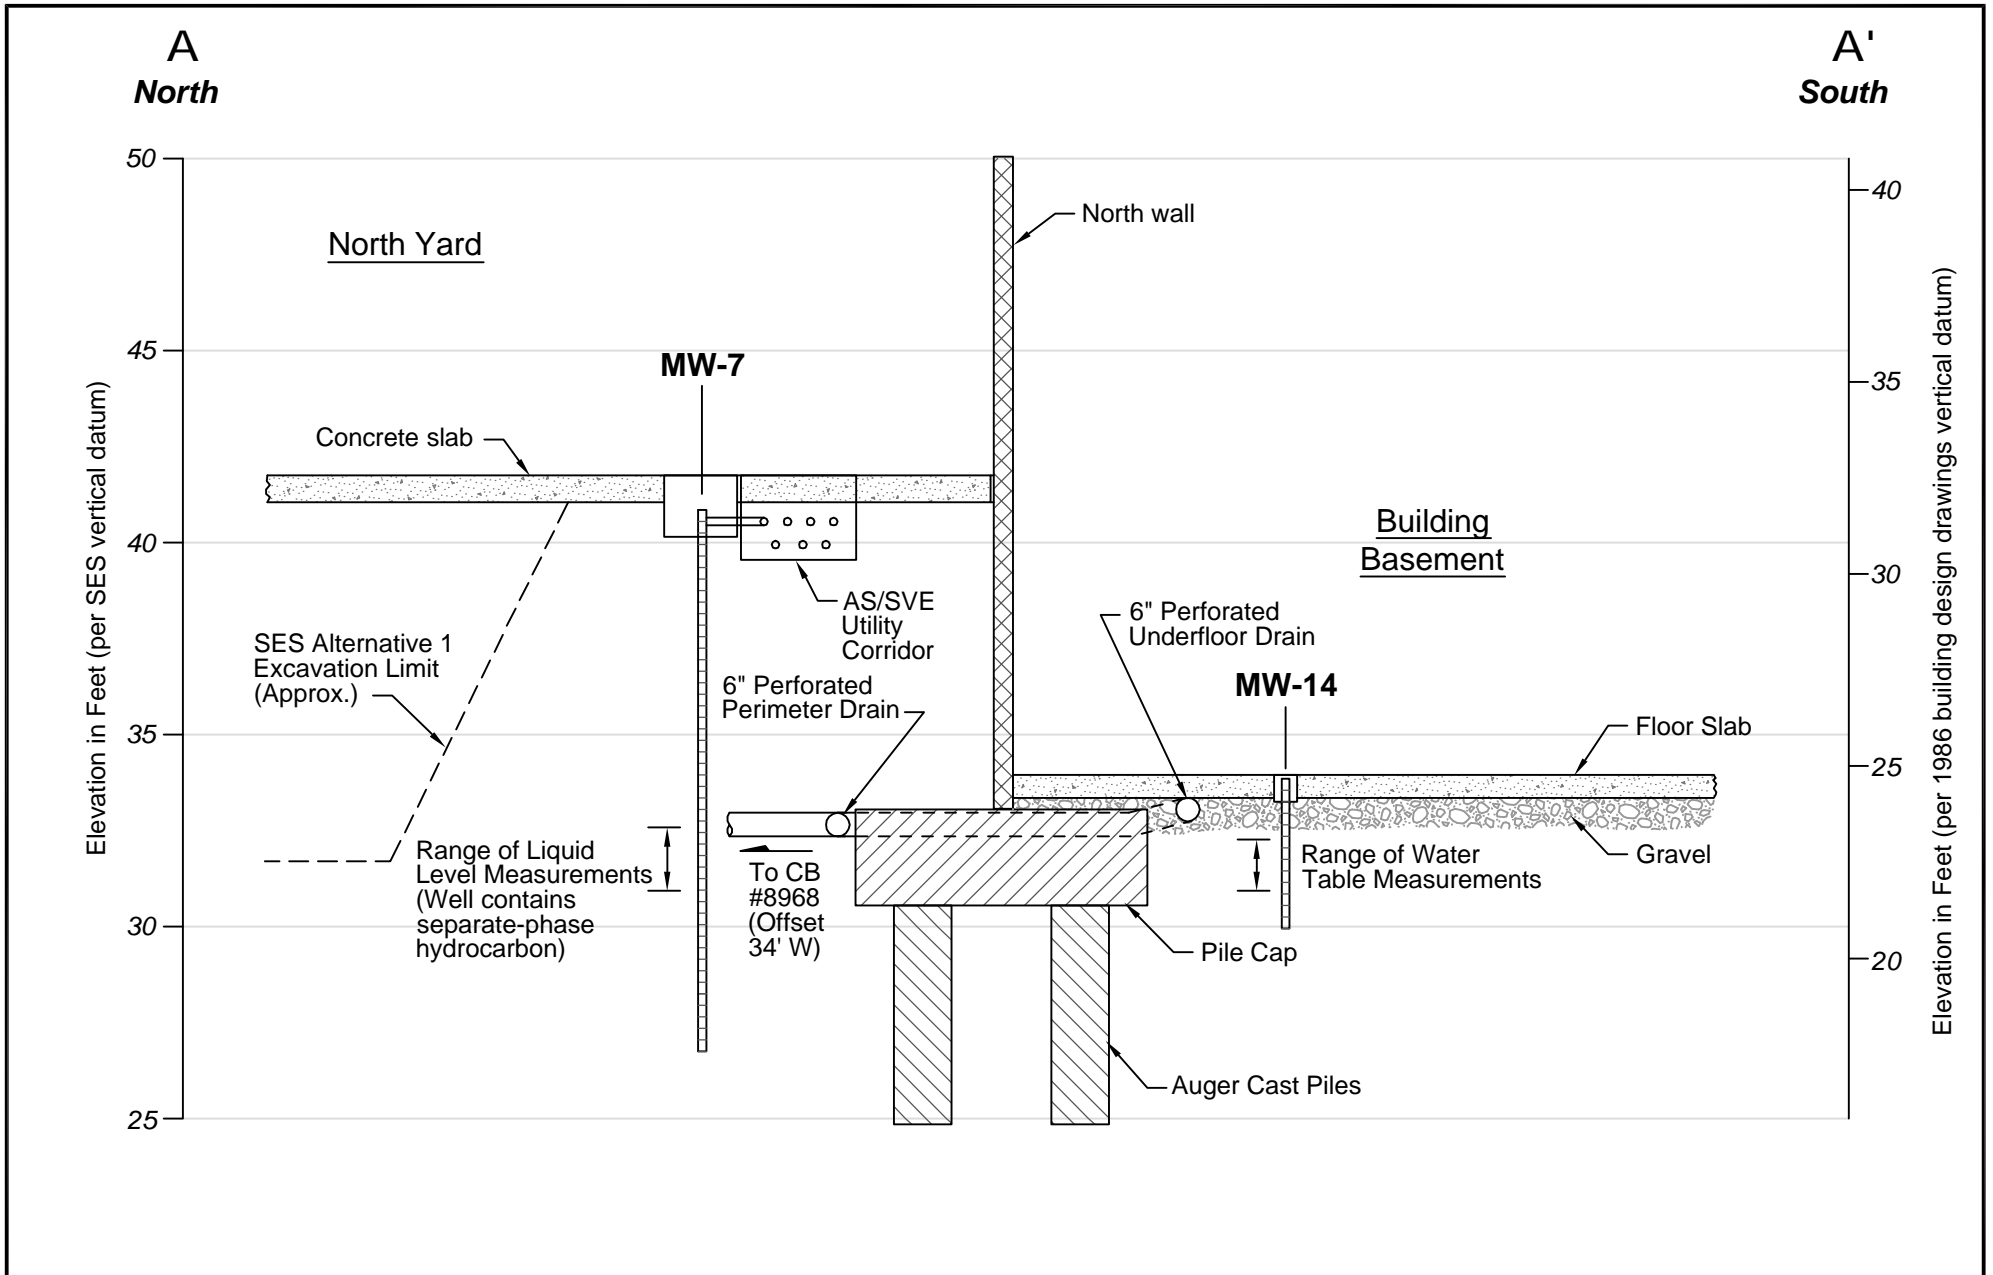 A
North
A'
South
50
45
40
35
30
25
Elevation in Feet (per SES vertical datum)
North Yard
MW-7
Concrete slab
SES Alternative 1
Excavation Limit
(Approx.)
AS/SVE
Utility
Corridor
6" Perforated
Perimeter Drain
Range of Liquid
Level Measurements
(Well contains
separate-phase
hydrocarbon)
To CB
#8968
(Offset
34' W)
North wall
Building
Basement
6" Perforated
Underfloor Drain
MW-14
Floor Slab
Range of Water
Table Measurements
Gravel
Pile Cap
Auger Cast Piles
40
35
30
25
20
Elevation in Feet (per 1986 building design drawings vertical datum)